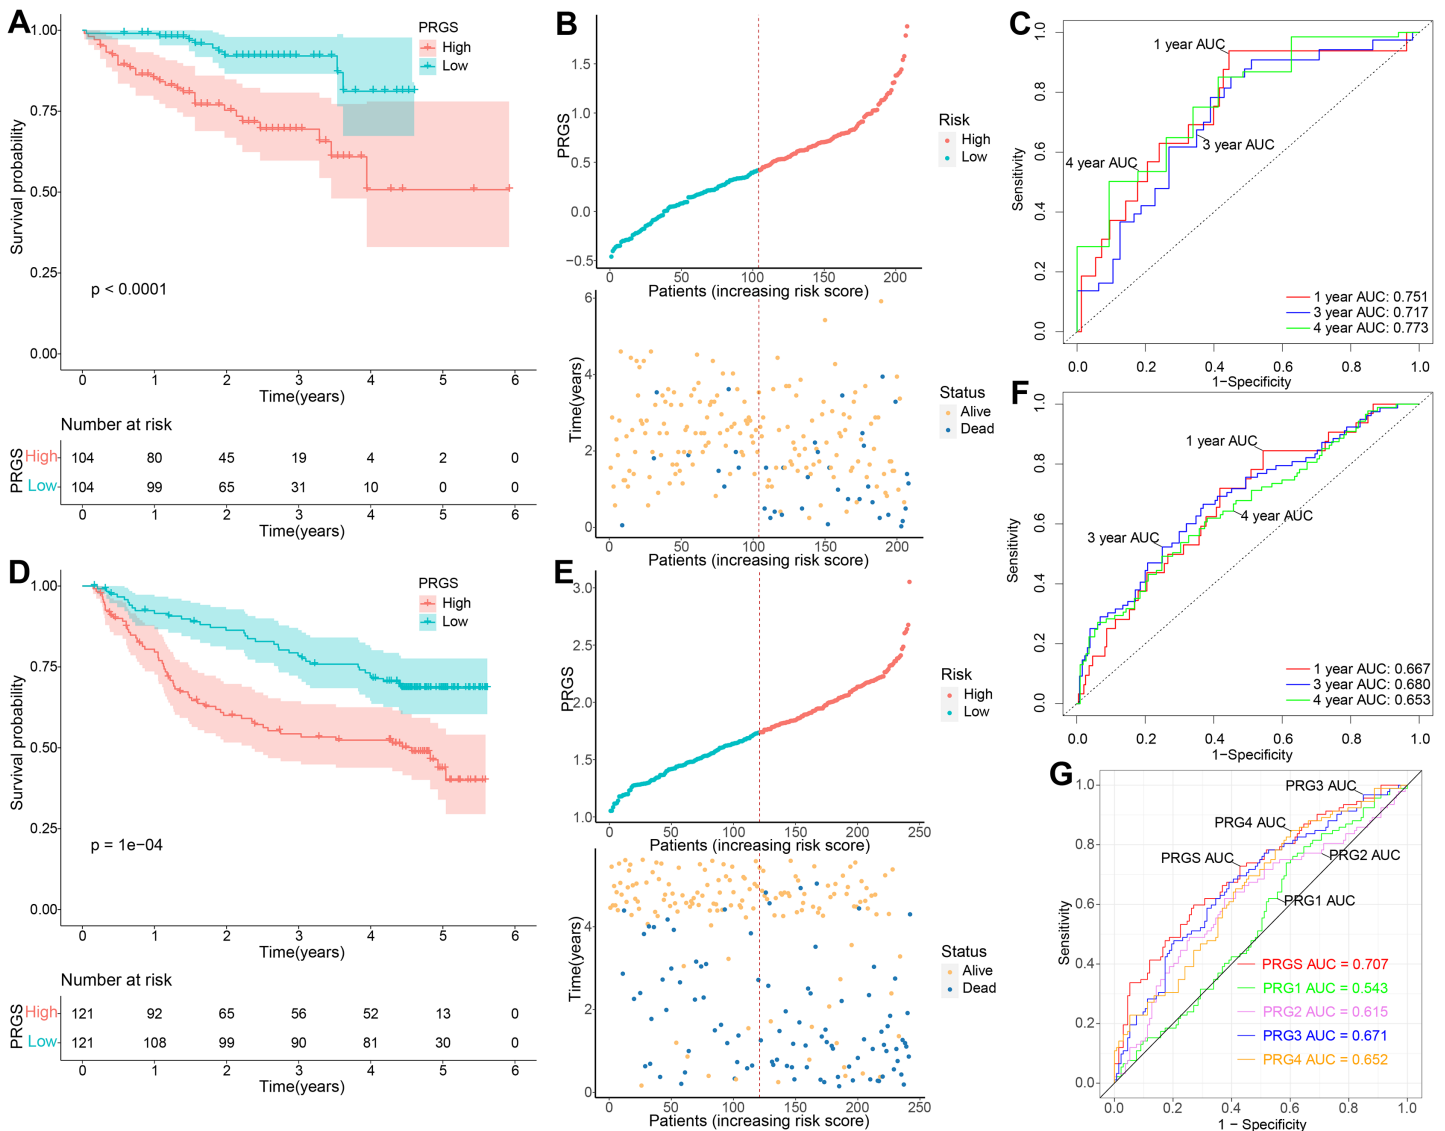 A
PRGS
High
Low
Survival probability
1.00
0.75
0.50
0.25
0.00
p < 0.0001
0 1 2 3 4 5 6
Time(years)
Number at risk
PRGS
High 104 80 45 19 4 2 0
Low 104 99 65 31 10 0 0
0 1 2 3 4 5 6
Time(years)
B
PRGS
1.5
1.0
0.5
0.0
−0.5
0 50 100 150 200
Patients (increasing risk score)
Risk
High
Low
Time(years)
6
4
2
0
0 50 100 150 200
Patients (increasing risk score)
Status
Alive
Dead
C
Sensitivity
1.0
0.8
0.6
0.4
0.2
0.0
1 year AUC
3 year AUC
4 year AUC
1 year AUC: 0.751
3 year AUC: 0.717
4 year AUC: 0.773
0.0 0.2 0.4 0.6 0.8 1.0
1−Specificity
D
PRGS
High
Low
Survival probability
1.00
0.75
0.50
0.25
0.00
p = 1e−04
0 1 2 3 4 5 6
Time(years)
Number at risk
PRGS
High 121 92 65 56 52 13 0
Low 121 108 99 90 81 30 0
0 1 2 3 4 5 6
Time(years)
E
PRGS
3.0
2.5
2.0
1.5
1.0
0 50 100 150 200 250
Patients (increasing risk score)
Risk
High
Low
Time(years)
4
2
0
0 50 100 150 200 250
Patients (increasing risk score)
Status
Alive
Dead
F
Sensitivity
1.0
0.8
0.6
0.4
0.2
0.0
1 year AUC
4 year AUC
3 year AUC
1 year AUC: 0.667
3 year AUC: 0.680
4 year AUC: 0.653
0.0 0.2 0.4 0.6 0.8 1.0
1−Specificity
G
Sensitivity
1.0
0.8
0.6
0.4
0.2
0.0
PRG3 AUC
PRG4 AUC
PRGS AUC
PRG2 AUC
PRG1 AUC
PRGS AUC = 0.707
PRG1 AUC = 0.543
PRG2 AUC = 0.615
PRG3 AUC = 0.671
PRG4 AUC = 0.652
0.0 0.2 0.4 0.6 0.8 1.0
1 − Specificity